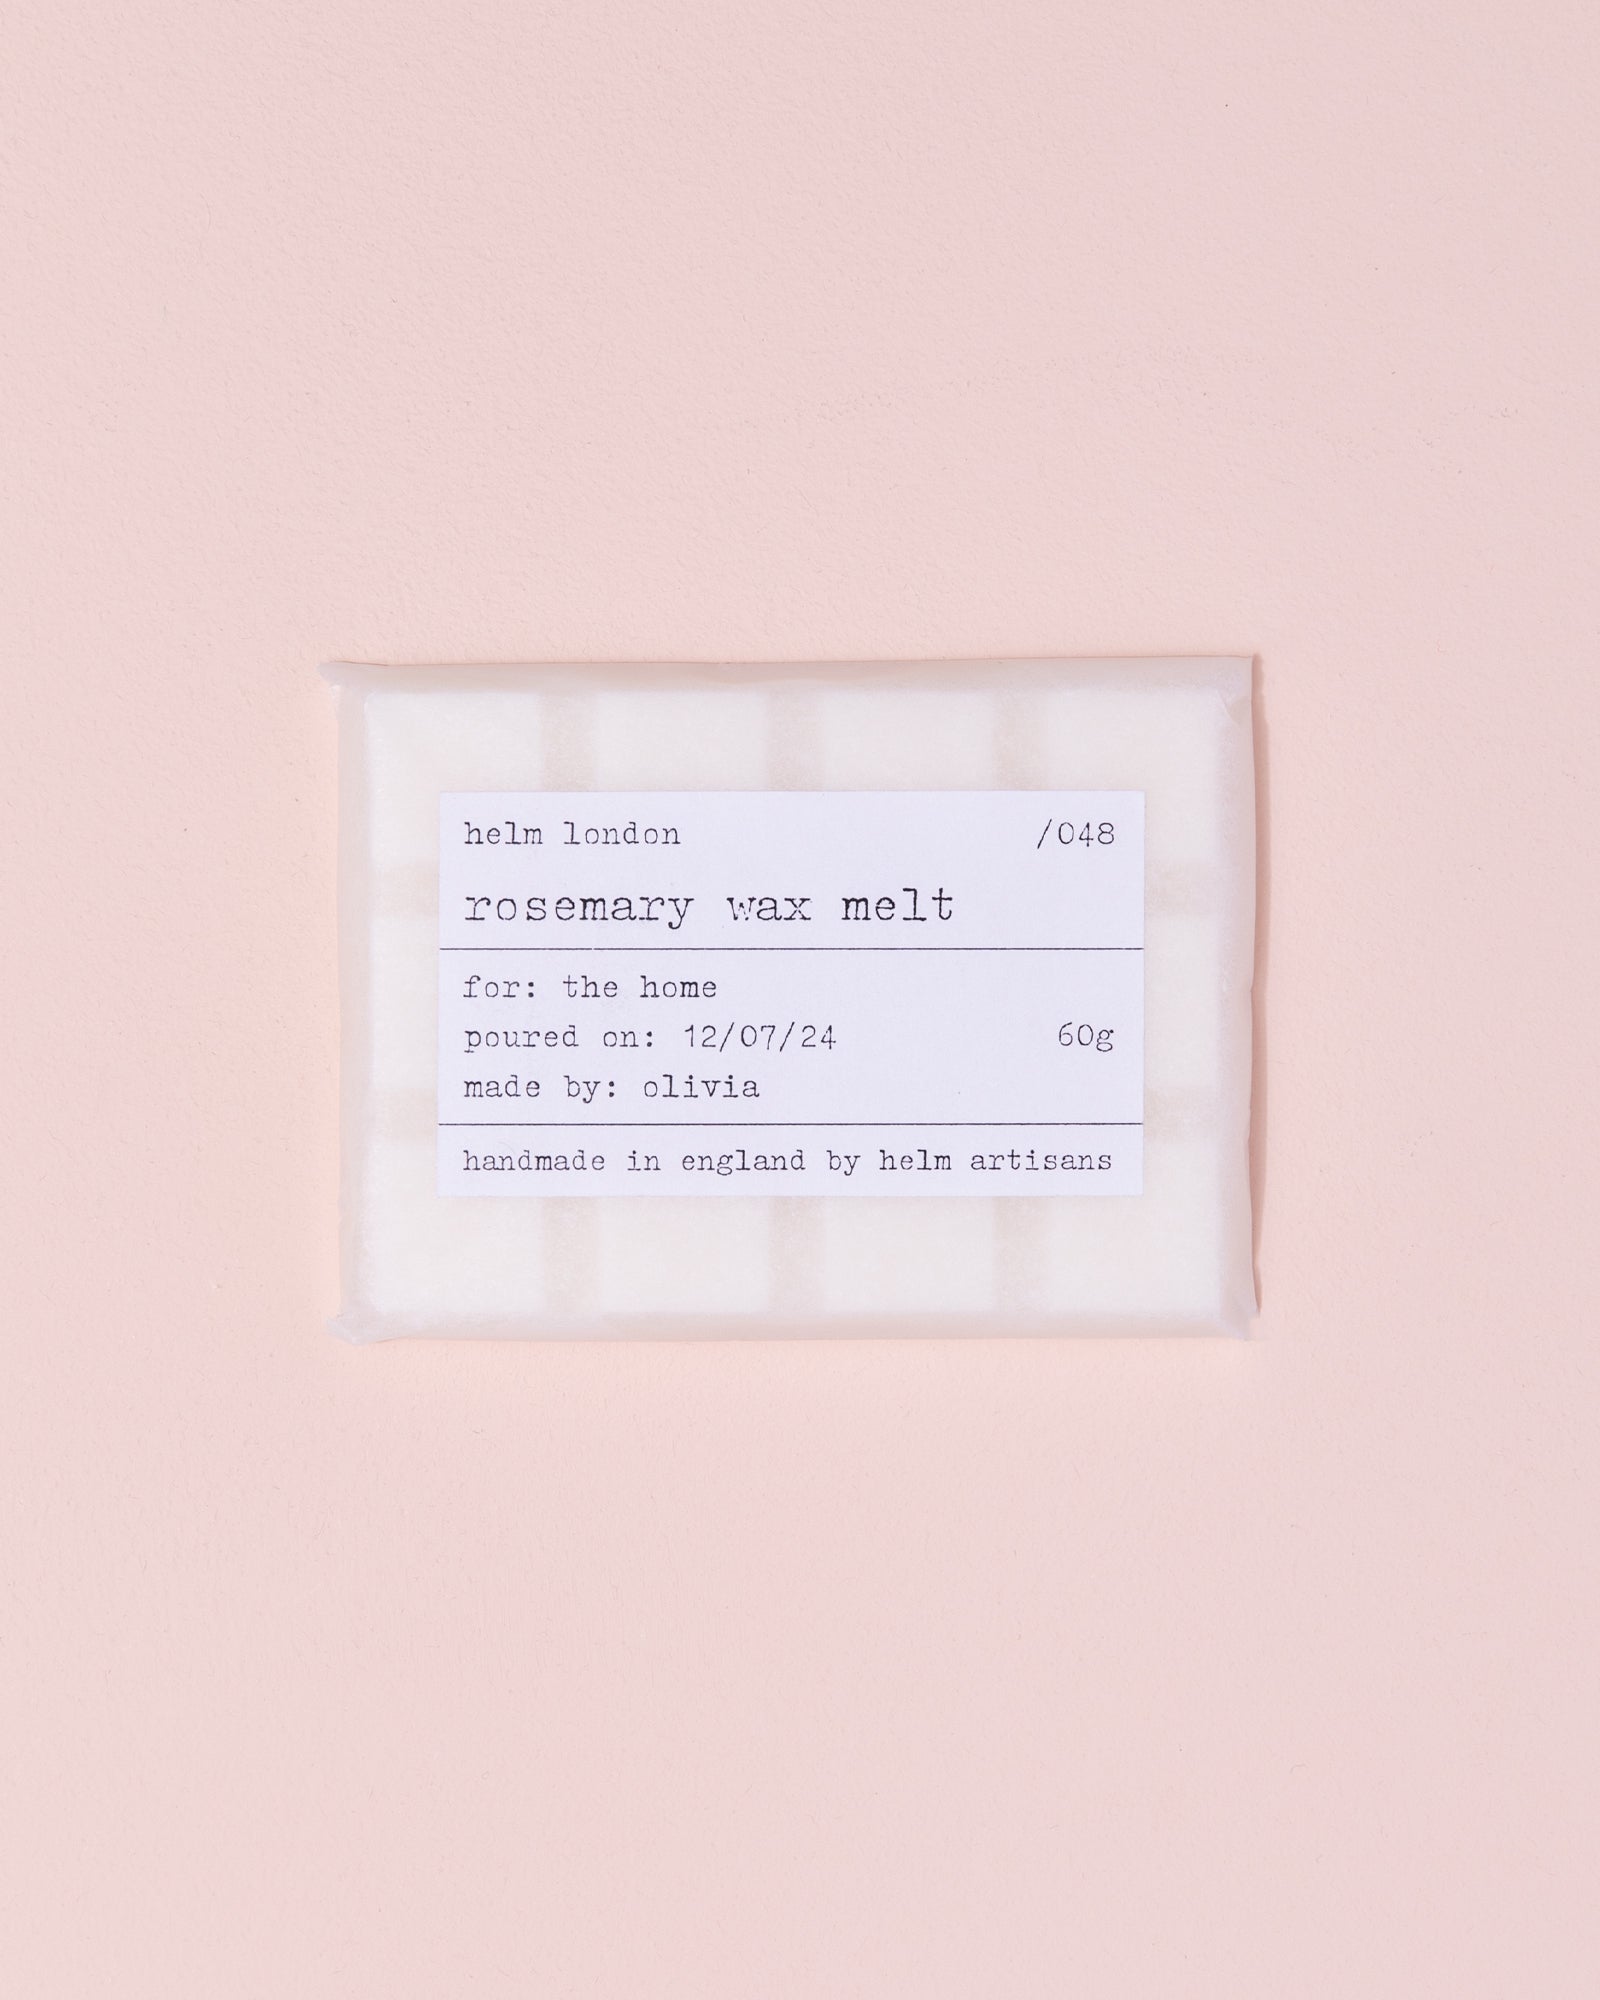 helm london /048
rosemary wax melt
for: the home
poured on: 12/07/24 60g
made by: olivia
handmade in england by helm artisans